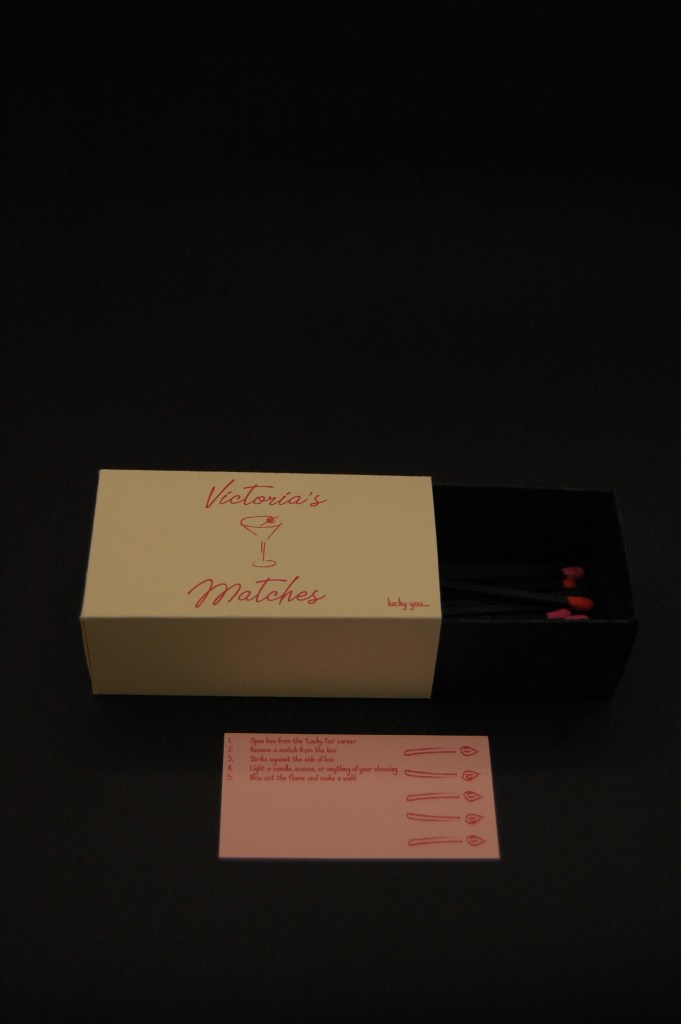 Victoria's
Matches
lucky you...
1. Open box from the 'Lucky You' corner
2. Remove a match from the box
3. Strike against the side of box
4. Light a candle, incense, or anything of your choosing
5. Blow out the flame and make a wish!